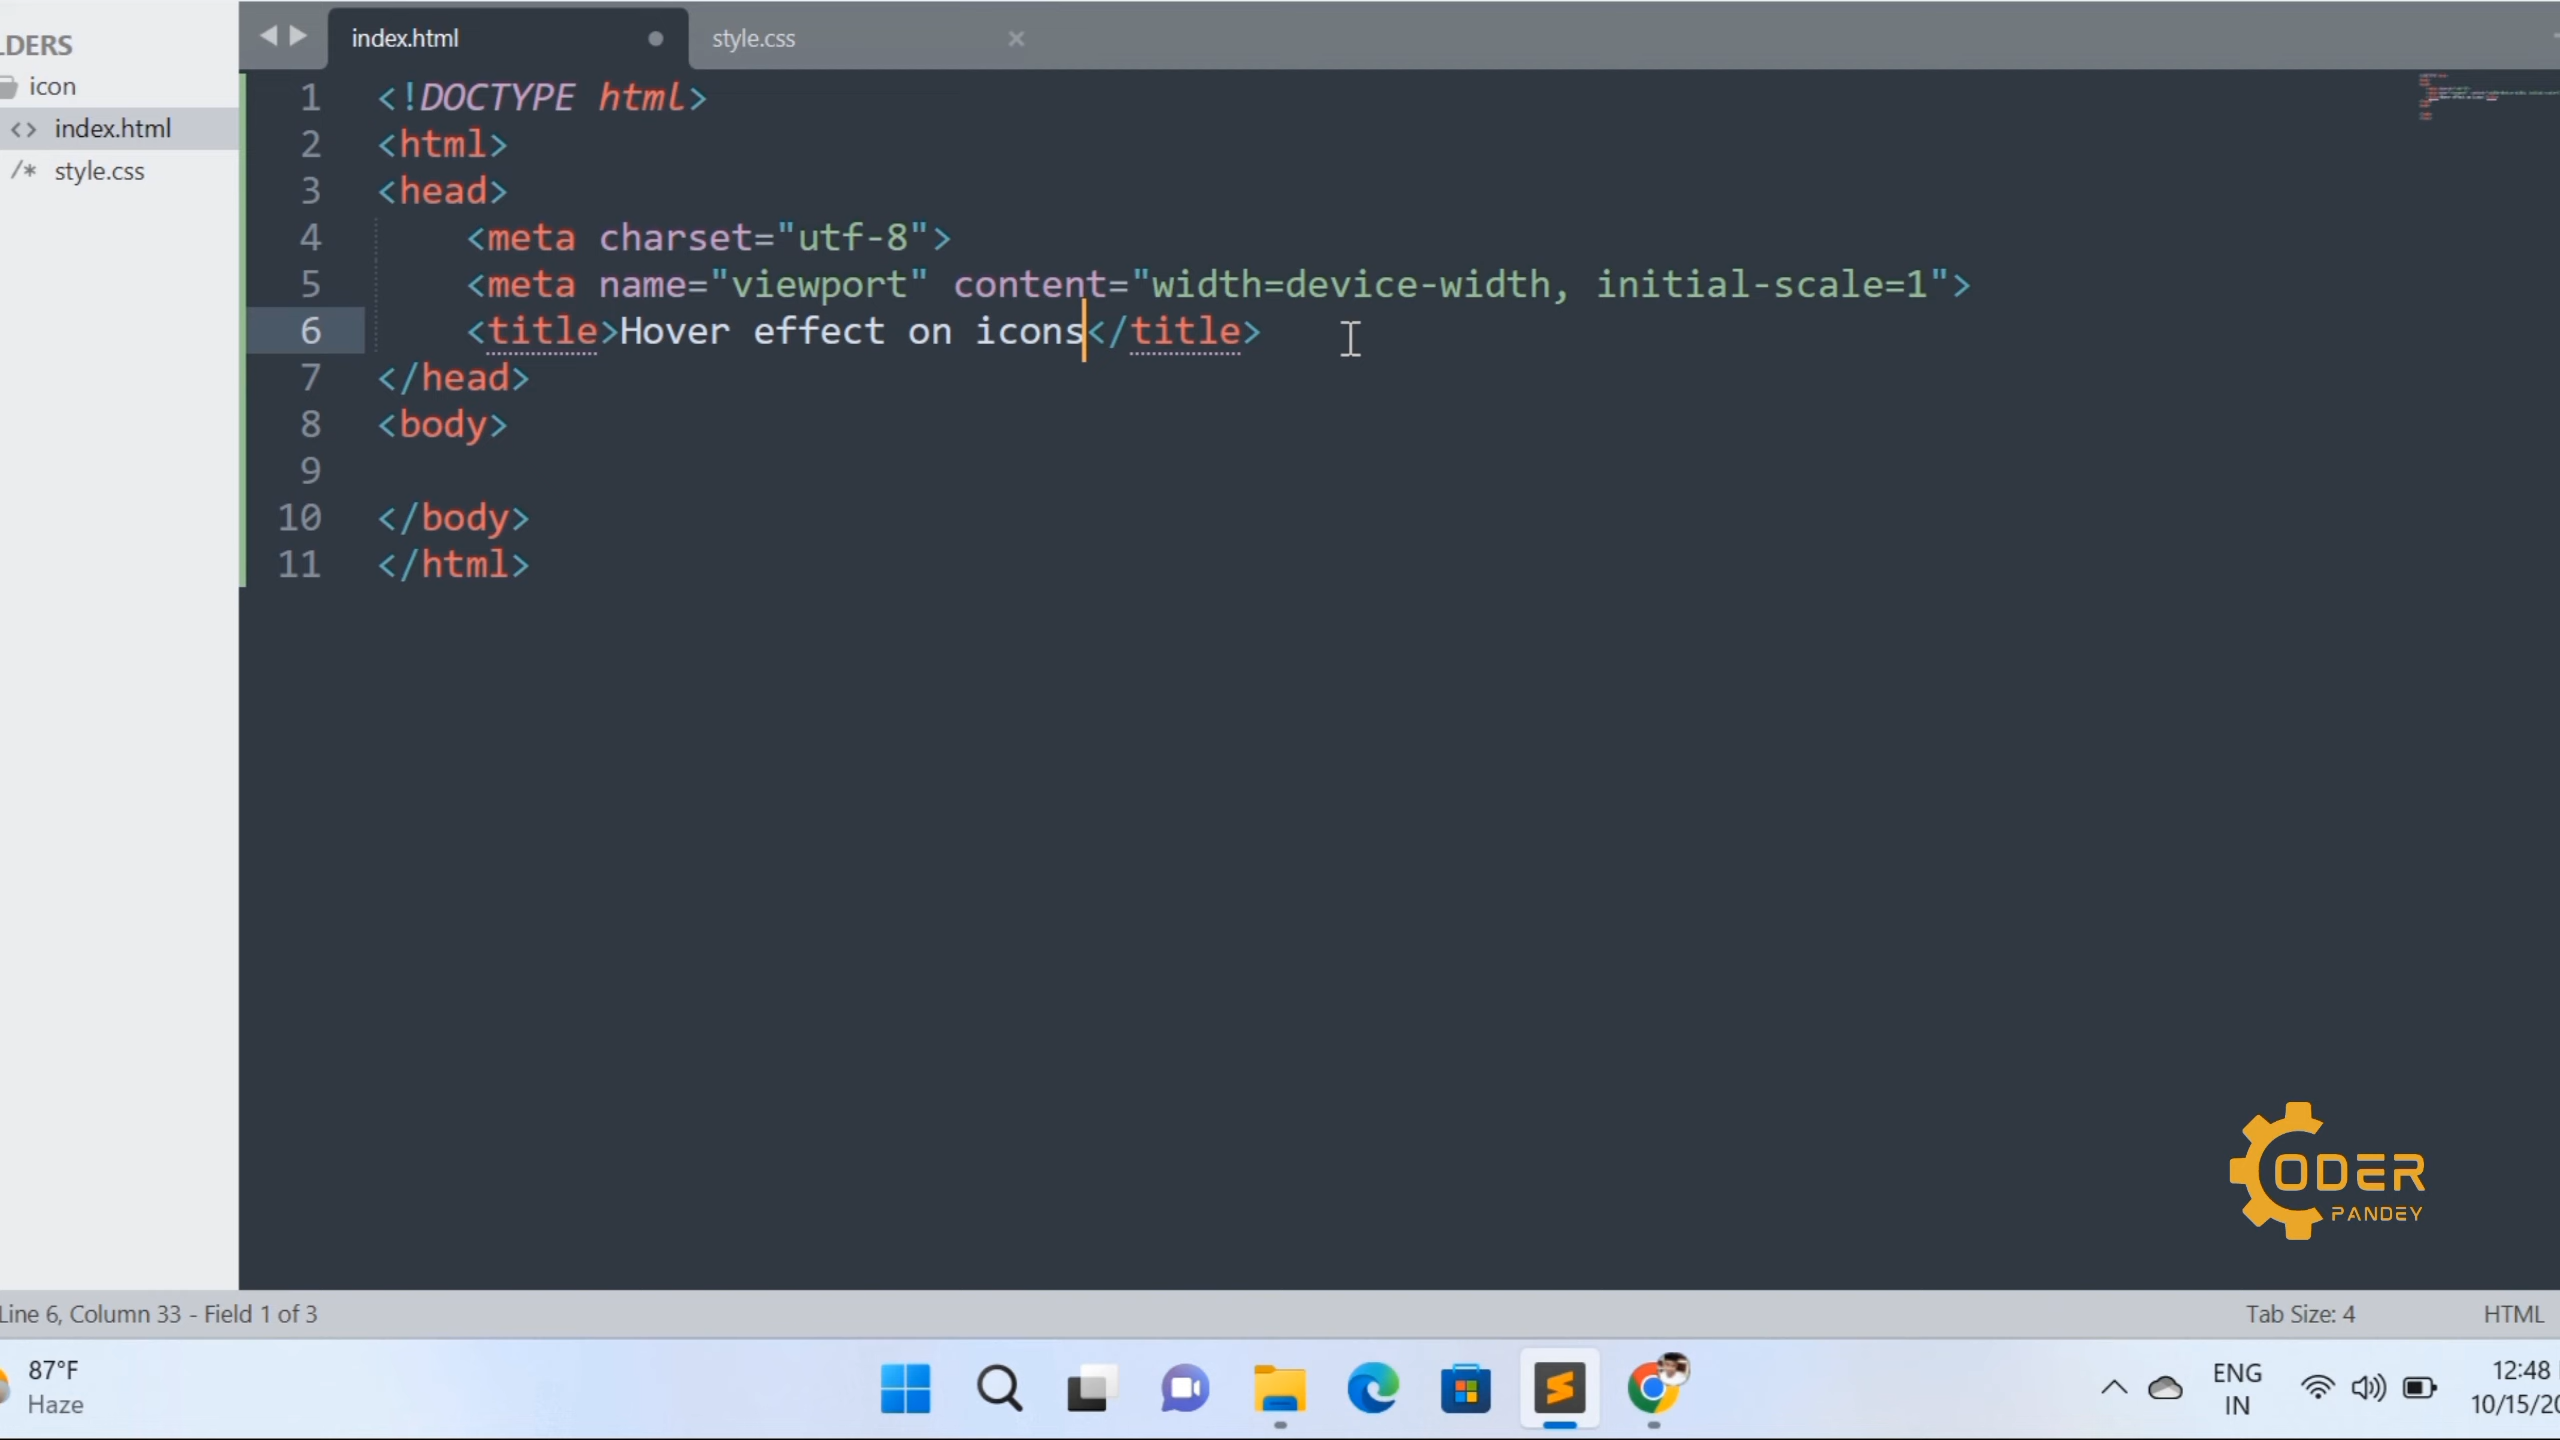 LDERS
icon
<> index.html
/* style.css
index.html
style.css
1 <!DOCTYPE html>
2 <html>
3 <head>
4 <meta charset="utf-8">
5 <meta name="viewport" content="width=device-width, initial-scale=1">
6 <title>Hover effect on icons</title>
7 </head>
8 <body>
9
10 </body>
11 </html>
CODER
PANDEY
Line 6, Column 33 - Field 1 of 3
Tab Size: 4
HTML
87°F
Haze
ENG
IN
12:48
10/15/20